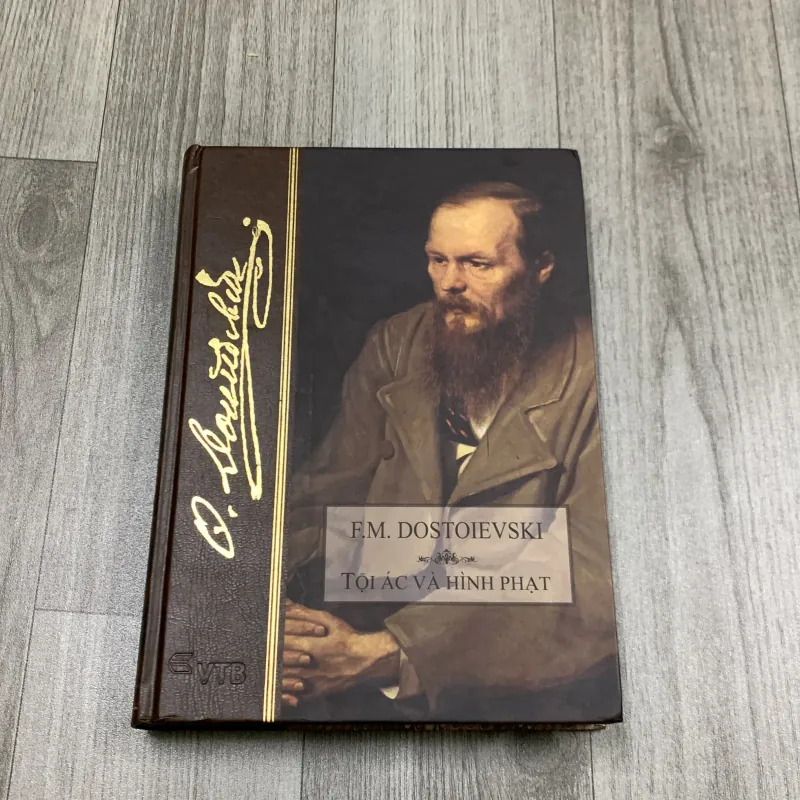 F.M. DOSTOIEVSKI
TỘI ÁC VÀ HÌNH PHẠT
VTB